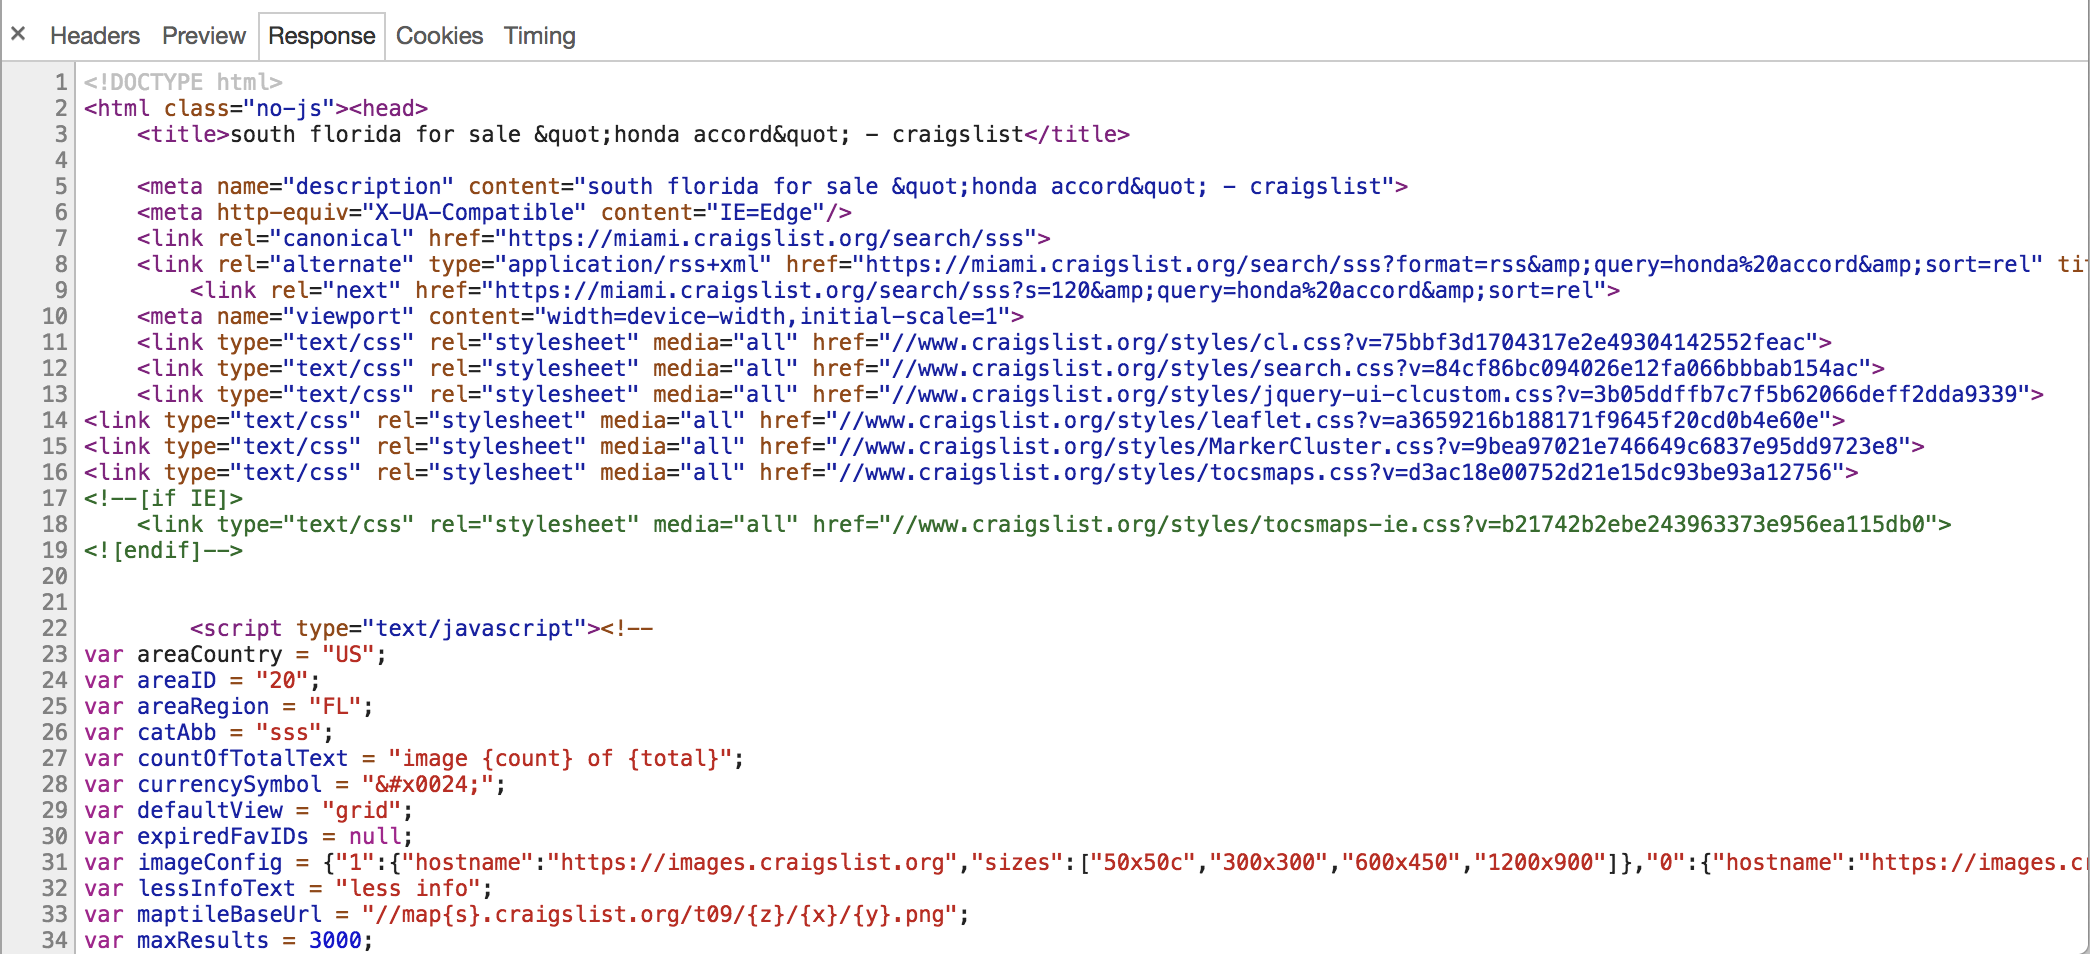 × Headers Preview Response Cookies Timing
1 <!DOCTYPE html>
2 <html class="no-js"><head>
3     <title>south florida for sale &quot;honda accord&quot; - craigslist</title>
4
5     <meta name="description" content="south florida for sale &quot;honda accord&quot; - craigslist">
6     <meta http-equiv="X-UA-Compatible" content="IE=Edge"/>
7     <link rel="canonical" href="https://miami.craigslist.org/search/sss">
8     <link rel="alternate" type="application/rss+xml" href="https://miami.craigslist.org/search/sss?format=rss&amp;query=honda%20accord&amp;sort=rel" tit
9         <link rel="next" href="https://miami.craigslist.org/search/sss?s=120&amp;query=honda%20accord&amp;sort=rel">
10     <meta name="viewport" content="width=device-width,initial-scale=1">
11     <link type="text/css" rel="stylesheet" media="all" href="//www.craigslist.org/styles/cl.css?v=75bbf3d1704317e2e49304142552feac">
12     <link type="text/css" rel="stylesheet" media="all" href="//www.craigslist.org/styles/search.css?v=84cf86bc094026e12fa066bbbab154ac">
13     <link type="text/css" rel="stylesheet" media="all" href="//www.craigslist.org/styles/jquery-ui-clcustom.css?v=3b05ddffb7c7f5b62066deff2dda9339">
14 <link type="text/css" rel="stylesheet" media="all" href="//www.craigslist.org/styles/leaflet.css?v=a3659216b188171f9645f20cd0b4e60e">
15 <link type="text/css" rel="stylesheet" media="all" href="//www.craigslist.org/styles/MarkerCluster.css?v=9bea97021e746649c6837e95dd9723e8">
16 <link type="text/css" rel="stylesheet" media="all" href="//www.craigslist.org/styles/tocsmaps.css?v=d3ac18e00752d21e15dc93be93a12756">
17 <!--[if IE]>
18     <link type="text/css" rel="stylesheet" media="all" href="//www.craigslist.org/styles/tocsmaps-ie.css?v=b21742b2ebe243963373e956ea115db0">
19 <![endif]-->
20
21
22         <script type="text/javascript"><!--
23 var areaCountry = "US";
24 var areaID = "20";
25 var areaRegion = "FL";
26 var catAbb = "sss";
27 var countOfTotalText = "image {count} of {total}";
28 var currencySymbol = "&#x0024;";
29 var defaultView = "grid";
30 var expiredFavIDs = null;
31 var imageConfig = {"1":{"hostname":"https://images.craigslist.org","sizes":["50x50c","300x300","600x450","1200x900"]},"0":{"hostname":"https://images.c
32 var lessInfoText = "less info";
33 var maptileBaseUrl = "//map{s}.craigslist.org/t09/{z}/{x}/{y}.png";
34 var maxResults = 3000;